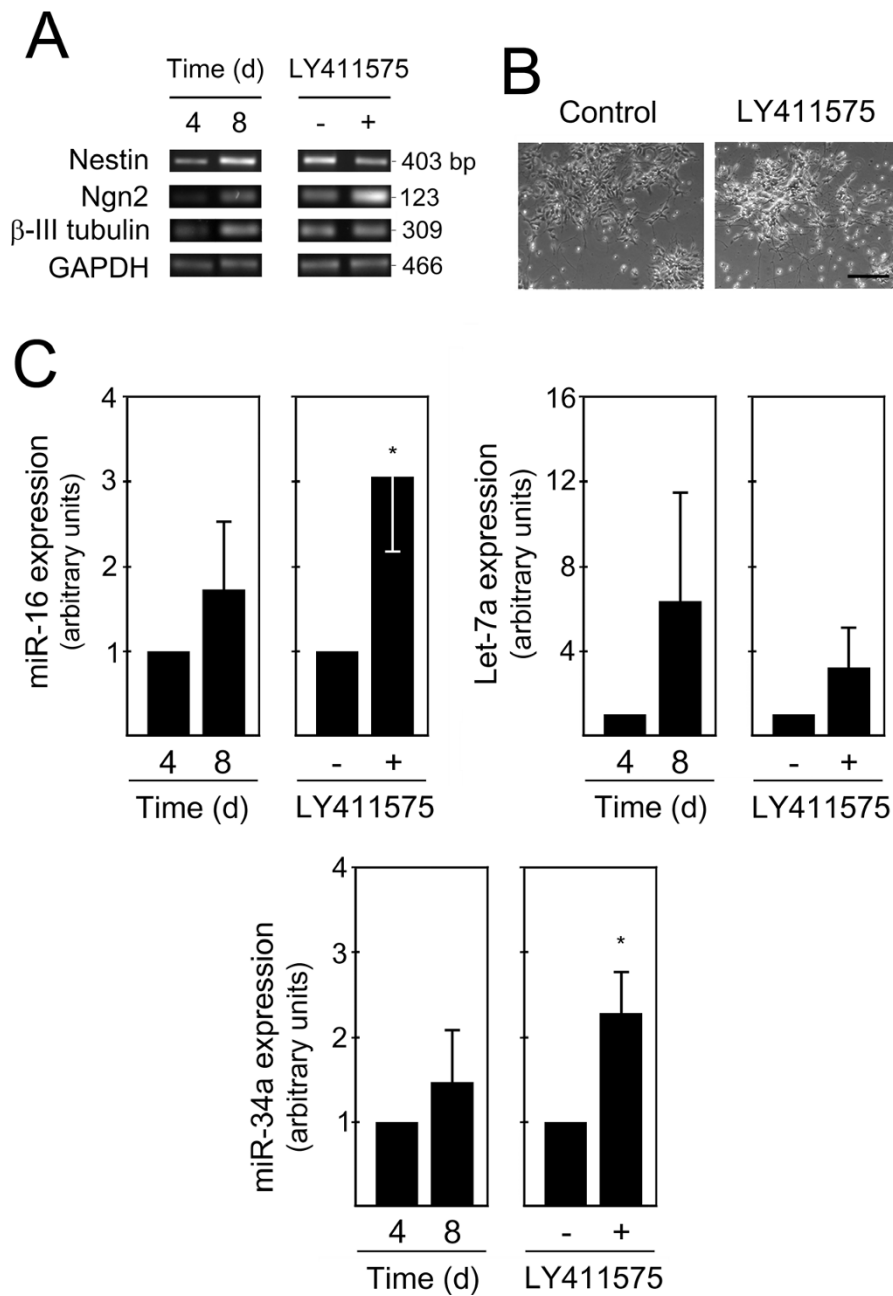 A
Time (d) LY411575
4 8 - +
Nestin 403 bp
Ngn2 123
β-III tubulin 309
GAPDH 466
B
Control LY411575
C
miR-16 expression
(arbitrary units)
4
3
2
1
*
4 8 - +
Time (d) LY411575
Let-7a expression
(arbitrary units)
16
12
8
4
4 8 - +
Time (d) LY411575
miR-34a expression
(arbitrary units)
4
3
2
1
*
4 8 - +
Time (d) LY411575